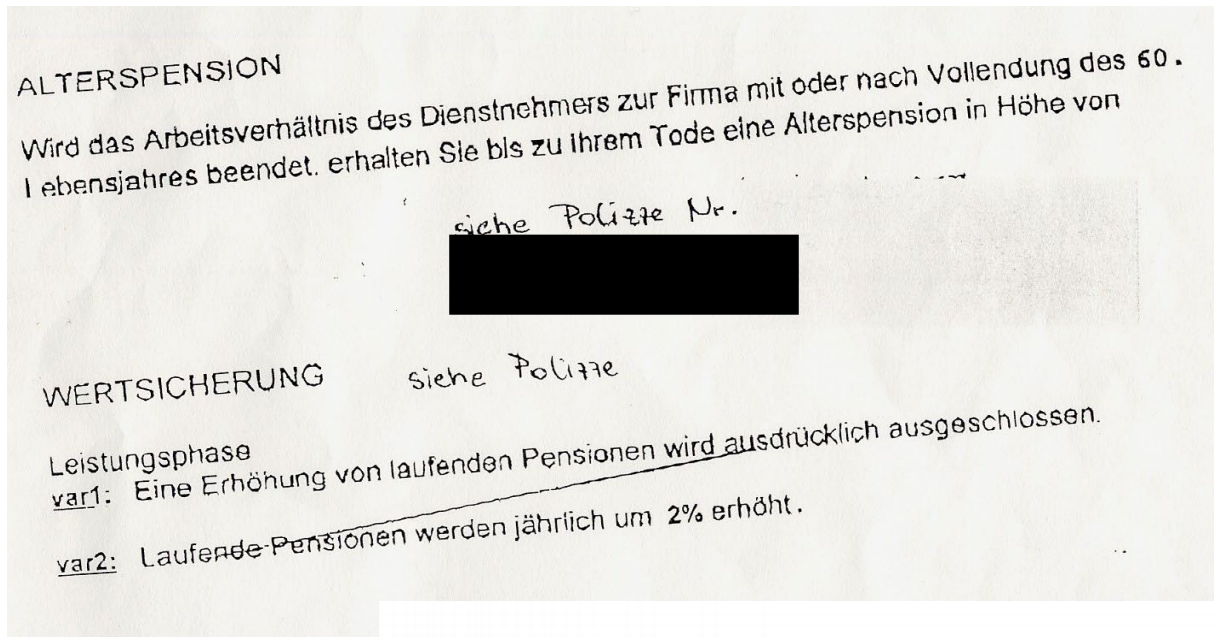 ALTERSPENSION
Wird das Arbeitsverhältnis des Dienstnehmers zur Firma mit oder nach Vollendung des 60.
Lebensjahres beendet, erhalten Sie bis zu Ihrem Tode eine Alterspension in Höhe von
siehe Polizze Nr.
WERTSICHERUNG siehe Polizze
Leistungsphase
var1: Eine Erhöhung von laufenden Pensionen wird ausdrücklich ausgeschlossen.
var2: Laufende Pensionen werden jährlich um 2% erhöht.